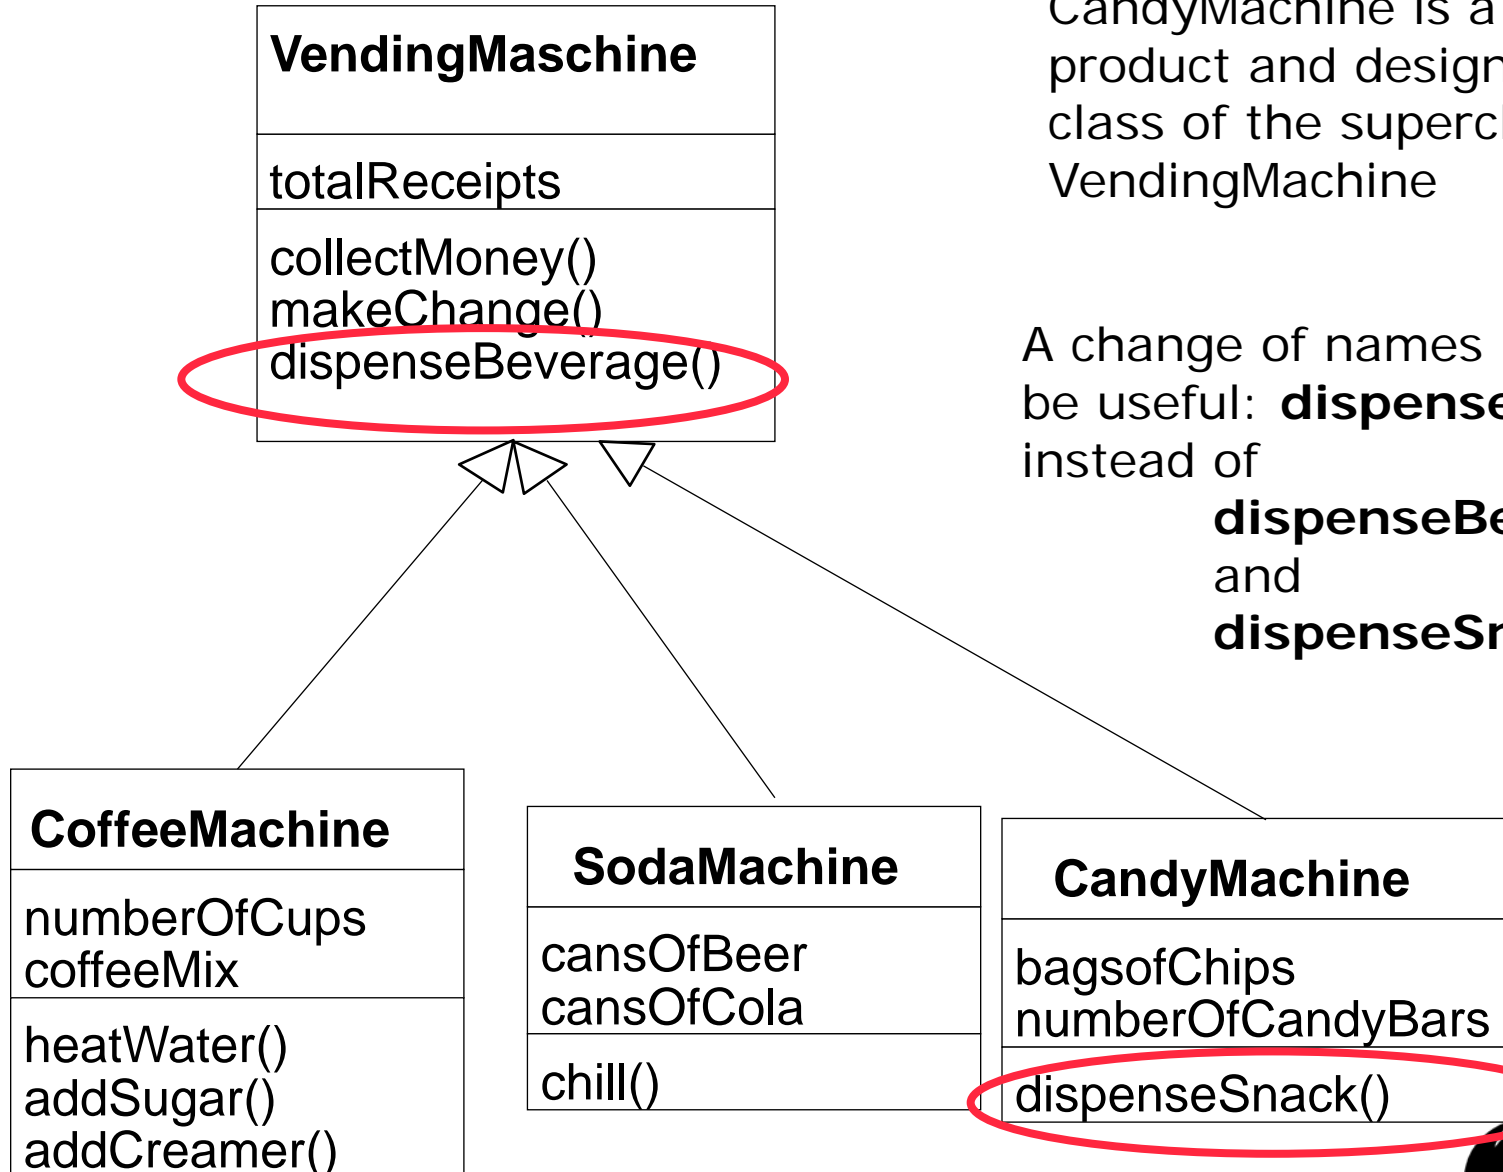 VendingMaschine
totalReceipts
collectMoney()
makeChange()
dispenseBeverage()
CandyMachine is a
product and design
class of the supercl
VendingMachine
A change of names
be useful: dispense
instead of
dispenseBe
and
dispenseSn
CoffeeMachine
numberOfCups
coffeeMix
heatWater()
addSugar()
addCreamer()
SodaMachine
cansOfBeer
cansOfCola
chill()
CandyMachine
bagsofChips
numberOfCandyBars
dispenseSnack()